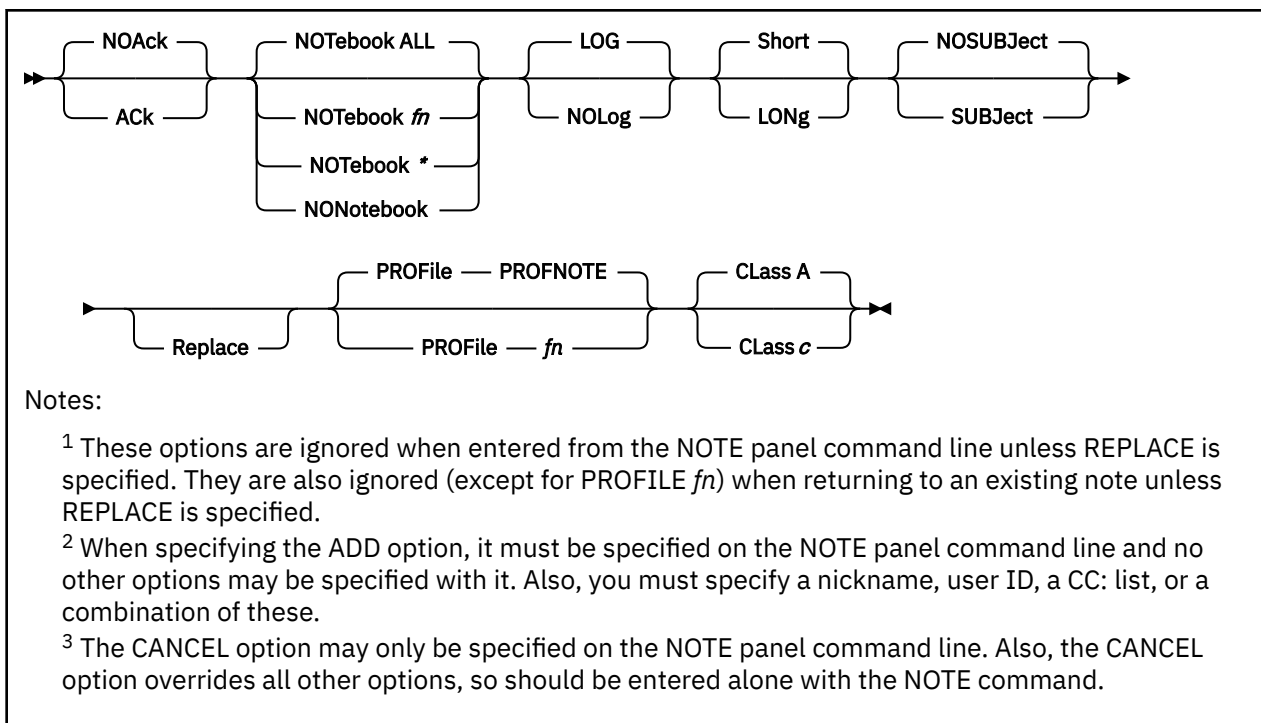 NOAck NOTebook ALL LOG Short NOSUBJect
ACk NOTebook fn NOLog LONg SUBJect
NOTebook *
NONotebook
PROFile PROFNOTE CLass A
Replace PROFile fn CLass c
Notes:
1 These options are ignored when entered from the NOTE panel command line unless REPLACE is
specified. They are also ignored (except for PROFILE fn) when returning to an existing note unless
REPLACE is specified.
2 When specifying the ADD option, it must be specified on the NOTE panel command line and no
other options may be specified with it. Also, you must specify a nickname, user ID, a CC: list, or a
combination of these.
3 The CANCEL option may only be specified on the NOTE panel command line. Also, the CANCEL
option overrides all other options, so should be entered alone with the NOTE command.